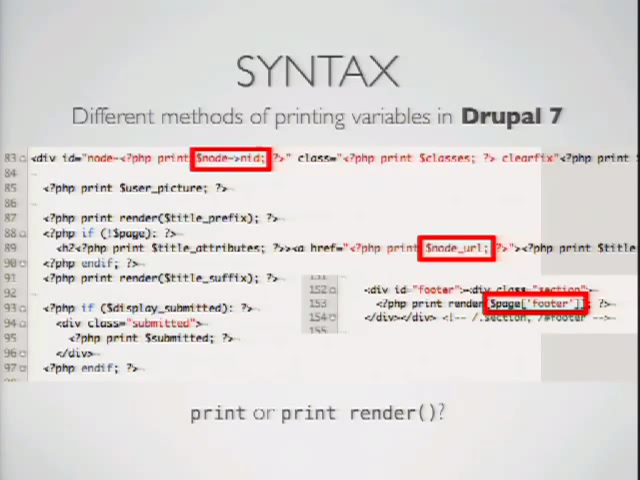 SYNTAX
Different methods of printing variables in Drupal 7
83 <div id="node-<?php print $node->nid; ?>" class="<?php print $classes; ?> clearfix"<?php print
84
85 <?php print $user_picture; ?>
86
87 <?php print render($title_prefix); ?>
88 <?php if (!$page): ?>
89 <h2<?php print $title_attributes; ?>><a href="<?php print $node_url; ?>"><?php print $title
90 <?php endif; ?>
91 <?php print render($title_suffix); ?>
92
93 <?php if ($display_submitted): ?>
94 <div class="submitted">
95 <?php print $submitted; ?>
96 </div>
97 <?php endif; ?>
152 <div id="footer"><div class="section">
153 <?php print render($page['footer']); ?>
154 </div></div> <!-- /.section, /#footer -->
155
print or print render()?